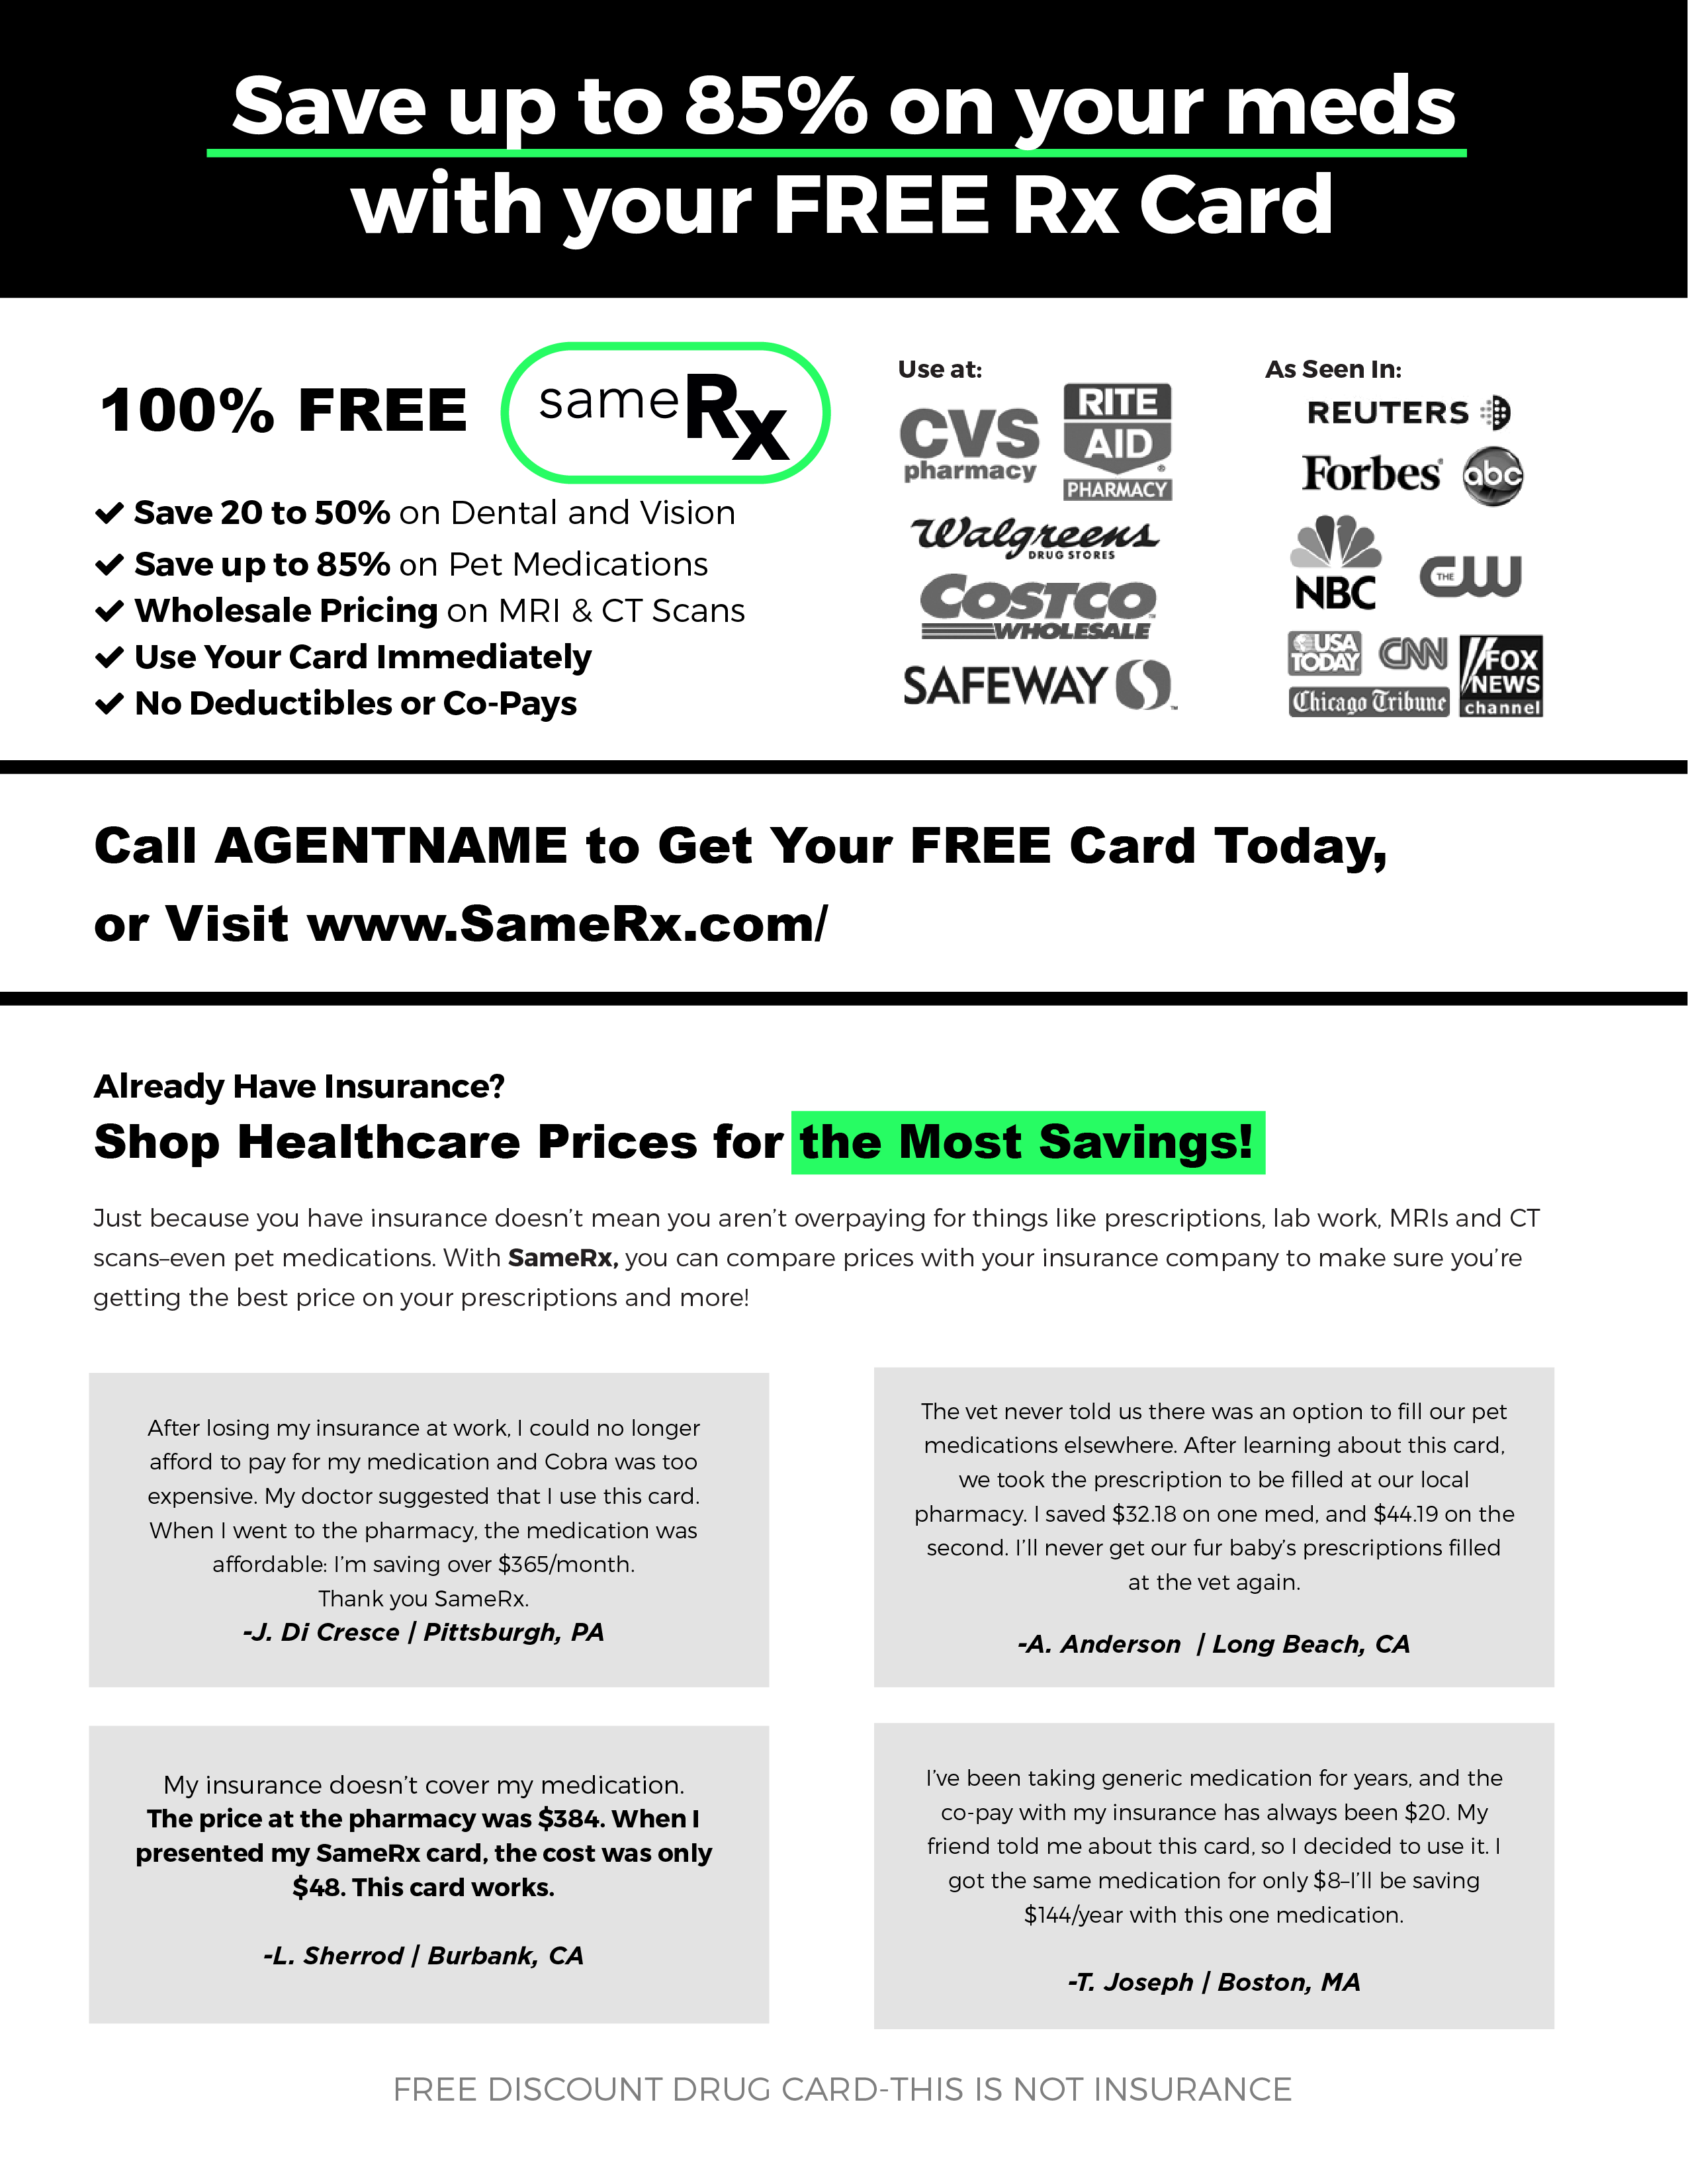 Save up to 85% on your meds
with your FREE Rx Card
100% FREE
same Rx
✔ Save 20 to 50% on Dental and Vision
✔ Save up to 85% on Pet Medications
✔ Wholesale Pricing on MRI & CT Scans
✔ Use Your Card Immediately
✔ No Deductibles or Co-Pays
Use at:
CVS
pharmacy
RITE
AID
®
PHARMACY
Walgreens
DRUG STORES
COSTCO
WHOLESALE
SAFEWAY
™
As Seen In:
REUTERS
Forbes
abc
NBC
THE CW
USA
TODAY
CNN
FOX
NEWS
channel
Chicago Tribune
Call AGENTNAME to Get Your FREE Card Today,
or Visit www.SameRx.com/
Already Have Insurance?
Shop Healthcare Prices for the Most Savings!
Just because you have insurance doesn’t mean you aren’t overpaying for things like prescriptions, lab work, MRIs and CT
scans–even pet medications. With SameRx, you can compare prices with your insurance company to make sure you’re
getting the best price on your prescriptions and more!
After losing my insurance at work, I could no longer
afford to pay for my medication and Cobra was too
expensive. My doctor suggested that I use this card.
When I went to the pharmacy, the medication was
affordable: I’m saving over $365/month.
Thank you SameRx.
-J. Di Cresce | Pittsburgh, PA
The vet never told us there was an option to fill our pet
medications elsewhere. After learning about this card,
we took the prescription to be filled at our local
pharmacy. I saved $32.18 on one med, and $44.19 on the
second. I’ll never get our fur baby’s prescriptions filled
at the vet again.
-A. Anderson | Long Beach, CA
My insurance doesn’t cover my medication.
The price at the pharmacy was $384. When I
presented my SameRx card, the cost was only
$48. This card works.
-L. Sherrod | Burbank, CA
I’ve been taking generic medication for years, and the
co-pay with my insurance has always been $20. My
friend told me about this card, so I decided to use it. I
got the same medication for only $8–I’ll be saving
$144/year with this one medication.
-T. Joseph | Boston, MA
FREE DISCOUNT DRUG CARD-THIS IS NOT INSURANCE